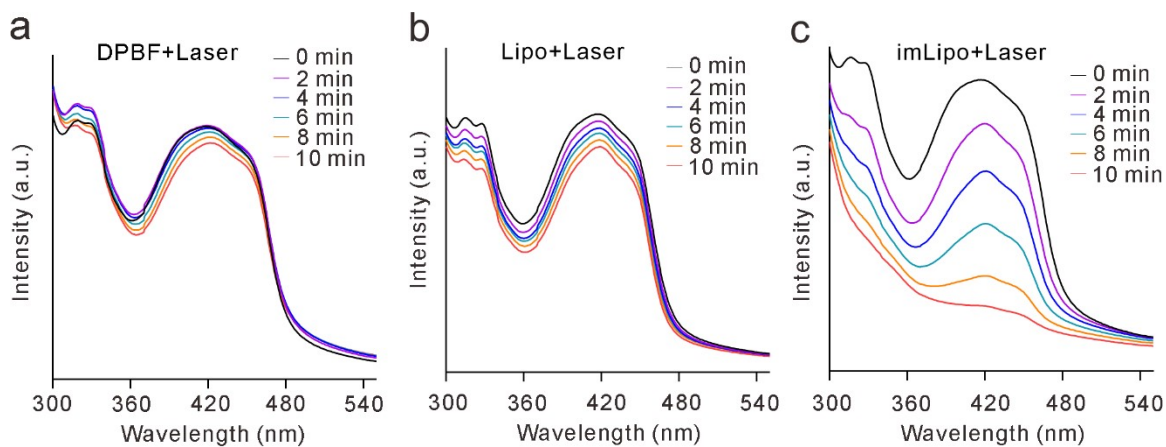 a
DPBF+Laser
0 min
2 min
4 min
6 min
8 min
10 min
Intensity (a.u.)
300 360 420 480 540
Wavelength (nm)
b
Lipo+Laser
0 min
2 min
4 min
6 min
8 min
10 min
Intensity (a.u.)
300 360 420 480 540
Wavelength (nm)
c
imLipo+Laser
0 min
2 min
4 min
6 min
8 min
10 min
Intensity (a.u.)
300 360 420 480 540
Wavelength (nm)